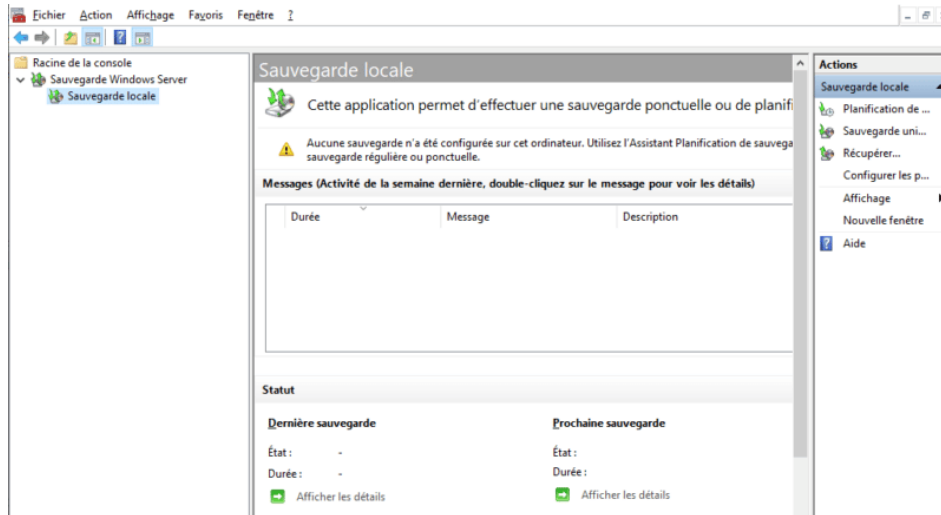 Fichier Action Affichage Favoris Fenêtre ?
Racine de la console
Sauvegarde Windows Server
Sauvegarde locale
Sauvegarde locale
Cette application permet d'effectuer une sauvegarde ponctuelle ou de planifi
Aucune sauvegarde n'a été configurée sur cet ordinateur. Utilisez l'Assistant Planification de sauvega
sauvegarde régulière ou ponctuelle.
Messages (Activité de la semaine dernière, double-cliquez sur le message pour voir les détails)
Durée Message Description
Statut
Dernière sauvegarde
État : -
Durée : -
Afficher les détails
Prochaine sauvegarde
État :
Durée :
Afficher les détails
Actions
Sauvegarde locale
Planification de ...
Sauvegarde uni...
Récupérer...
Configurer les p...
Affichage
Nouvelle fenêtre
Aide